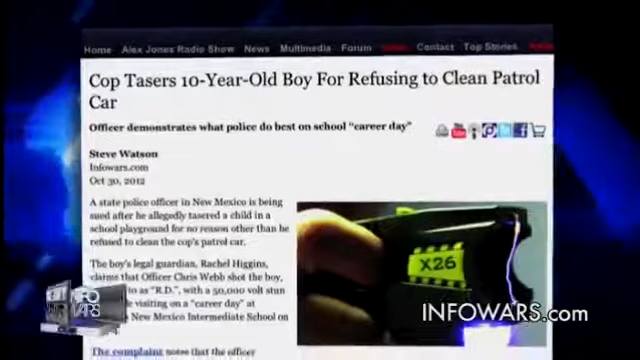 Home Alex Jones Radio Show News Multimedia Forum Contact Top Stories
Cop Tasers 10-Year-Old Boy For Refusing to Clean Patrol
Car
Officer demonstrates what police do best on school "career day"
Steve Watson
Infowars.com
Oct 30, 2012
A state police officer in New Mexico is being
sued after he allegedly tasered a child in a
school playground for no reason other than he
refused to clean the cop's patrol car.
The boy's legal guardian, Rachel Higgins,
claims that Officer Chris Webb shot the boy,
to as "R.D.", with a 50,000 volt stun
visiting on a "career day" at
New Mexico Intermediate School on
The complaint notes that the officer
X26
INFO
WARS
INFOWARS.com